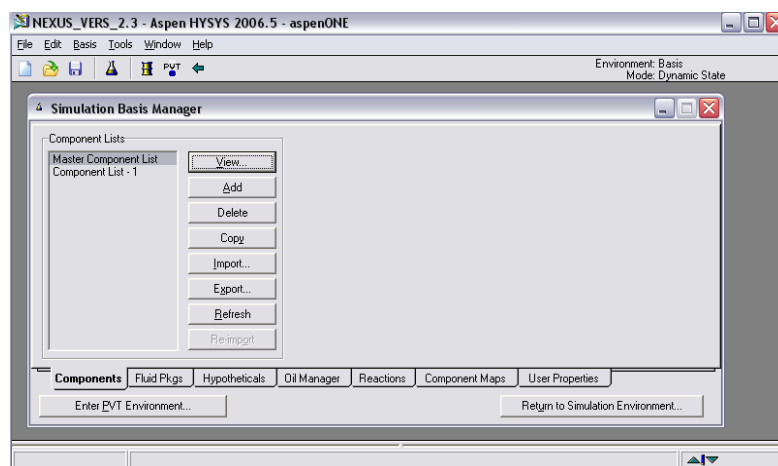 NEXUS_VERS_2.3 - Aspen HYSYS 2006.5 - aspenONE
File Edit Basis Tools Window Help
PVT
Environment: Basis
Mode: Dynamic State
Simulation Basis Manager
Component Lists
Master Component List
Component List - 1
View...
Add
Delete
Copy
Import...
Export...
Refresh
Re-import
Components Fluid Pkgs Hypotheticals Oil Manager Reactions Component Maps User Properties
Enter PVT Environment... Return to Simulation Environment...